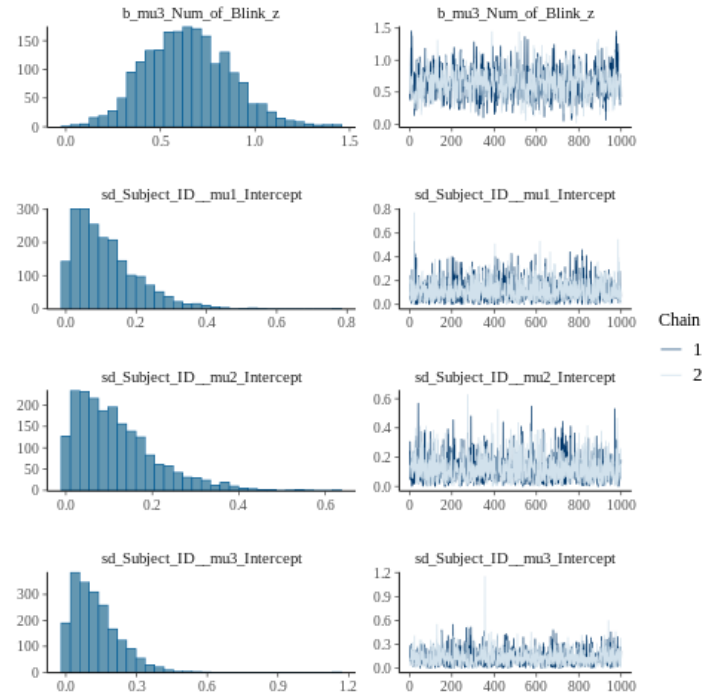 b_mu3_Num_of_Blink_z b_mu3_Num_of_Blink_z
150
100
50
0
0.0 0.5 1.0 1.5
1.5
1.0
0.5
0.0
0 200 400 600 800 1000
sd_Subject_ID__mu1_Intercept sd_Subject_ID__mu1_Intercept
300
200
100
0
0.0 0.2 0.4 0.6 0.8
0.8
0.6
0.4
0.2
0.0
0 200 400 600 800 1000
Chain
1
2
sd_Subject_ID__mu2_Intercept sd_Subject_ID__mu2_Intercept
200
150
100
50
0
0.0 0.2 0.4 0.6
0.6
0.4
0.2
0.0
0 200 400 600 800 1000
sd_Subject_ID__mu3_Intercept sd_Subject_ID__mu3_Intercept
300
200
100
0
0.0 0.3 0.6 0.9 1.2
1.2
0.9
0.6
0.3
0.0
0 200 400 600 800 1000